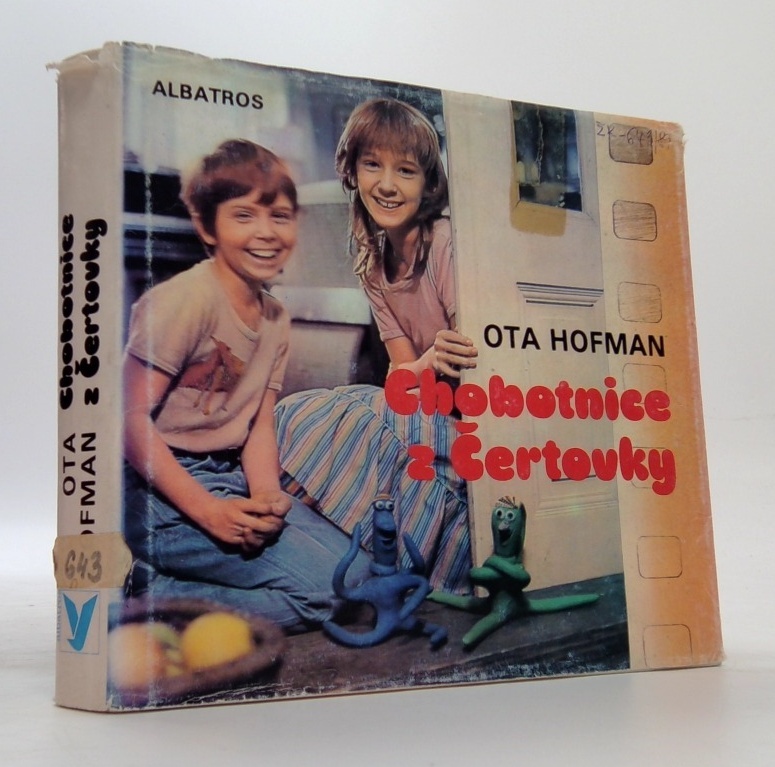 ALBATROS
OTA HOFMAN
Chobotnice
z Čertovky
OTA
HOFMAN
Chobotnice
z Čertovky
643